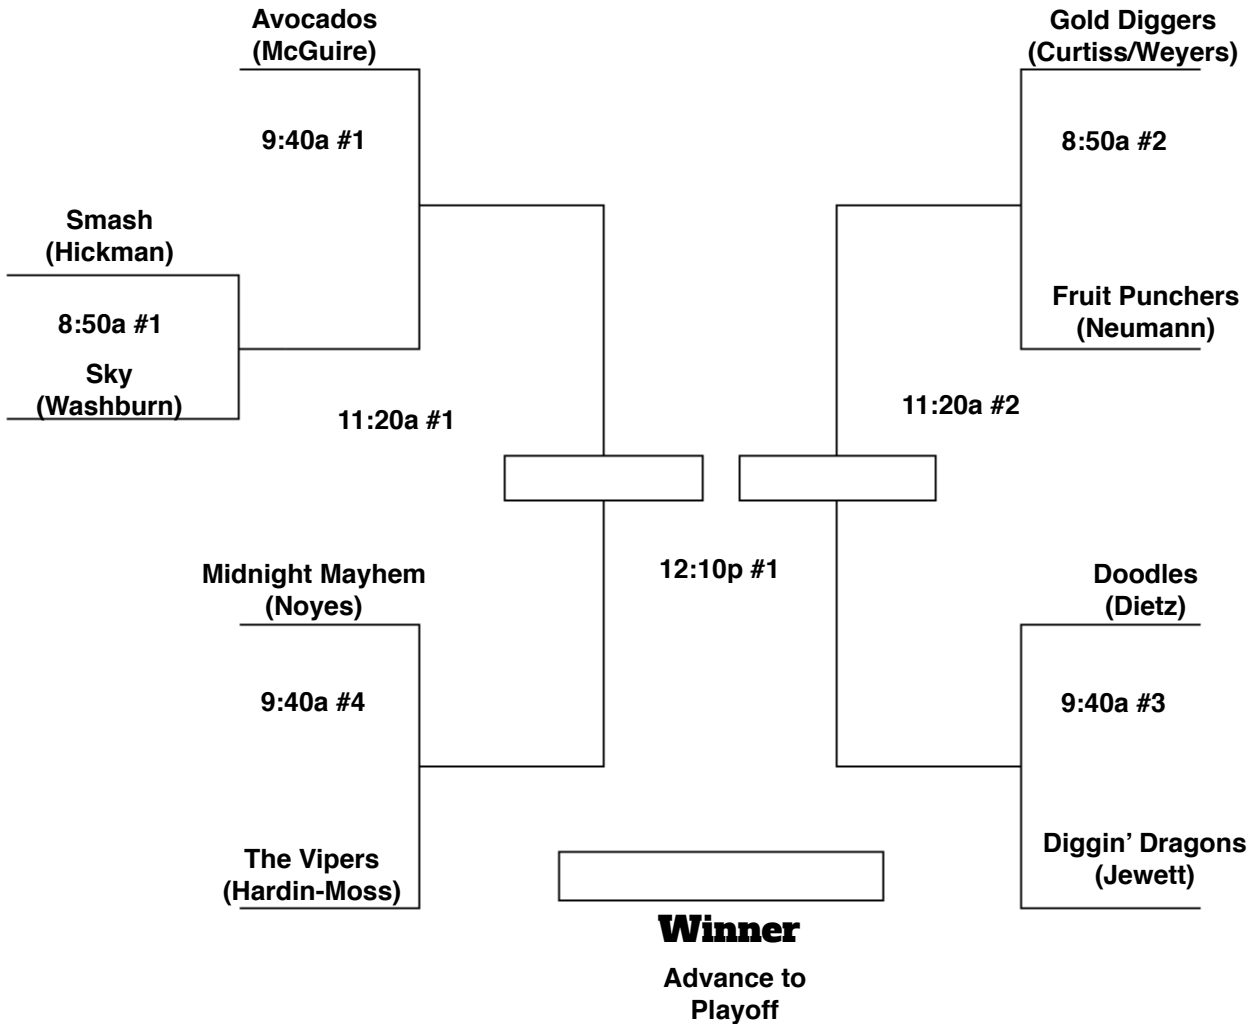 Avocados
(McGuire)
Gold Diggers
(Curtiss/Weyers)
9:40a #1
8:50a #2
Smash
(Hickman)
8:50a #1
Sky
(Washburn)
Fruit Punchers
(Neumann)
11:20a #1
11:20a #2
12:10p #1
Midnight Mayhem
(Noyes)
Doodles
(Dietz)
9:40a #4
9:40a #3
The Vipers
(Hardin-Moss)
Diggin’ Dragons
(Jewett)
Winner
Advance to
Playoff